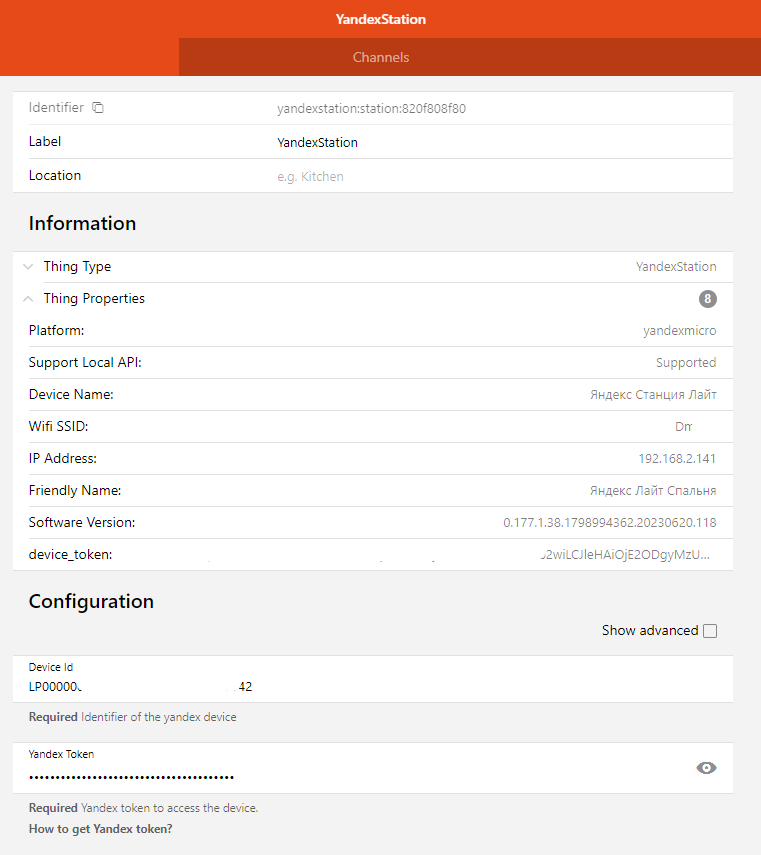 YandexStation
Channels
Identifier yandexstation:station:820f808f80
Label YandexStation
Location e.g. Kitchen
Information
Thing Type YandexStation
Thing Properties 8
Platform: yandexmicro
Support Local API: Supported
Device Name: Яндекс Станция Лайт
Wifi SSID:
IP Address: 192.168.2.141
Friendly Name: Яндекс Лайт Спальня
Software Version: 0.177.1.38.1798994362.20230620.118
device_token: 2wiLCJleHAiOjE2ODgyMzU...
Configuration
Show advanced
Device Id
LP00000 42
Required Identifier of the yandex device
Yandex Token
••••••••••••••••••••••••••••••••••••••••
Required Yandex token to access the device.
How to get Yandex token?